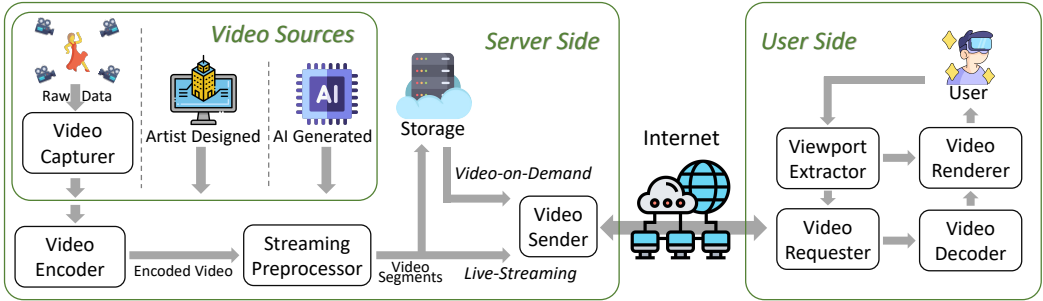 Video Sources
Raw Data
Video
Capturer
Artist Designed
AI
AI Generated
Server Side
Storage
Video-on-Demand
Video
Sender
Video
Encoder
Encoded Video
Streaming
Preprocessor
Video
Segments
Live-Streaming
Internet
User Side
User
Viewport
Extractor
Video
Renderer
Video
Requester
Video
Decoder